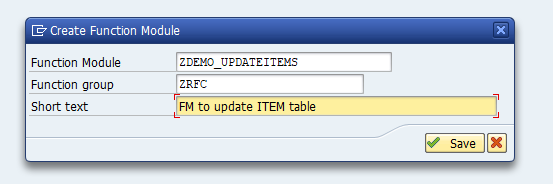 Create Function Module
Function Module ZDEMO_UPDATEITEMS
Function group ZRFC
Short text FM to update ITEM table
Save